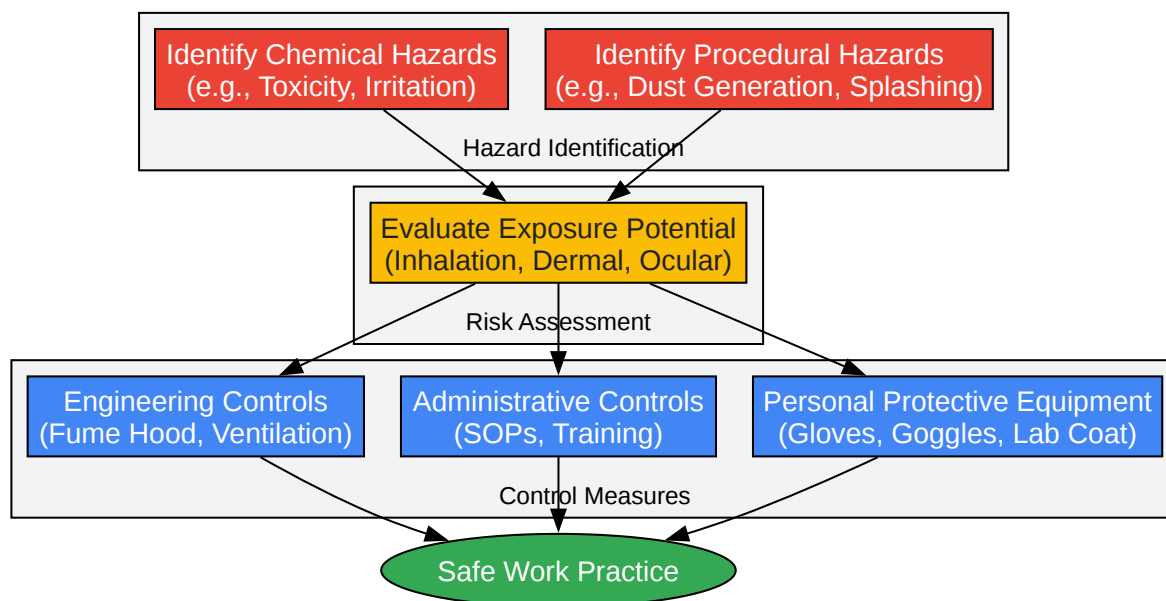 Identify Chemical Hazards
(e.g., Toxicity, Irritation)
Identify Procedural Hazards
(e.g., Dust Generation, Splashing)
Hazard Identification
Evaluate Exposure Potential
(Inhalation, Dermal, Ocular)
Risk Assessment
Engineering Controls
(Fume Hood, Ventilation)
Administrative Controls
(SOPs, Training)
Personal Protective Equipment
(Gloves, Goggles, Lab Coat)
Control Measures
Safe Work Practice